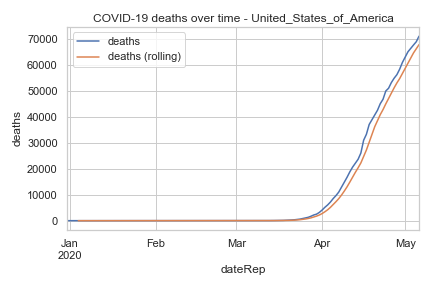 COVID-19 deaths over time - United_States_of_America
deaths
deaths (rolling)
70000
60000
50000
40000
30000
20000
10000
0
deaths
Jan Feb Mar Apr May
2020
dateRep